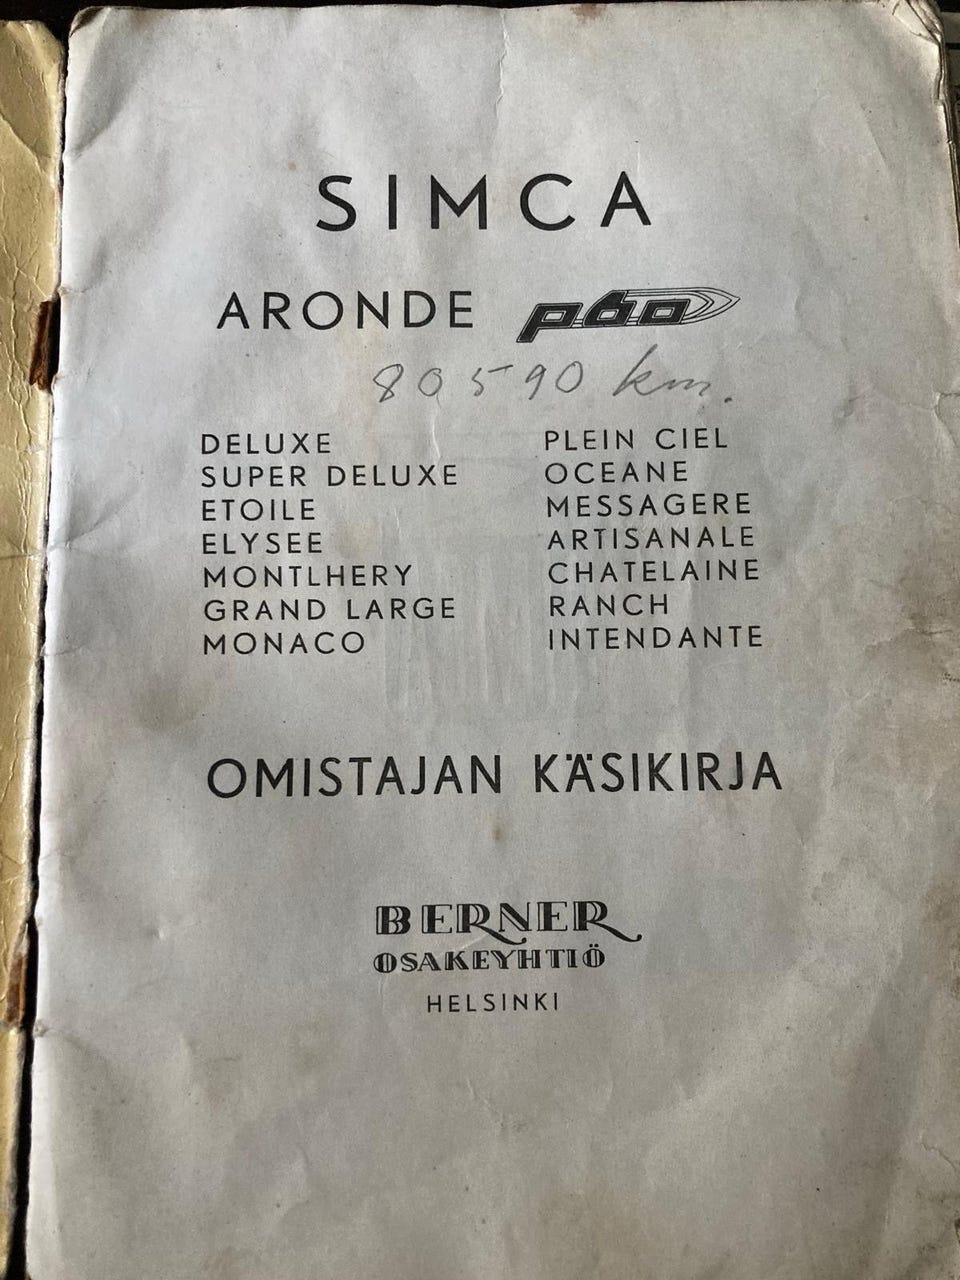 SIMCA
ARONDE P60
80590 km.
DELUXE
SUPER DELUXE
ETOILE
ELYSEE
MONTLHERY
GRAND LARGE
MONACO
PLEIN CIEL
OCEANE
MESSAGERE
ARTISANALE
CHATELAINE
RANCH
INTENDANTE
OMISTAJAN KÄSIKIRJA
BERNER
OSAKEYHTIÖ
HELSINKI